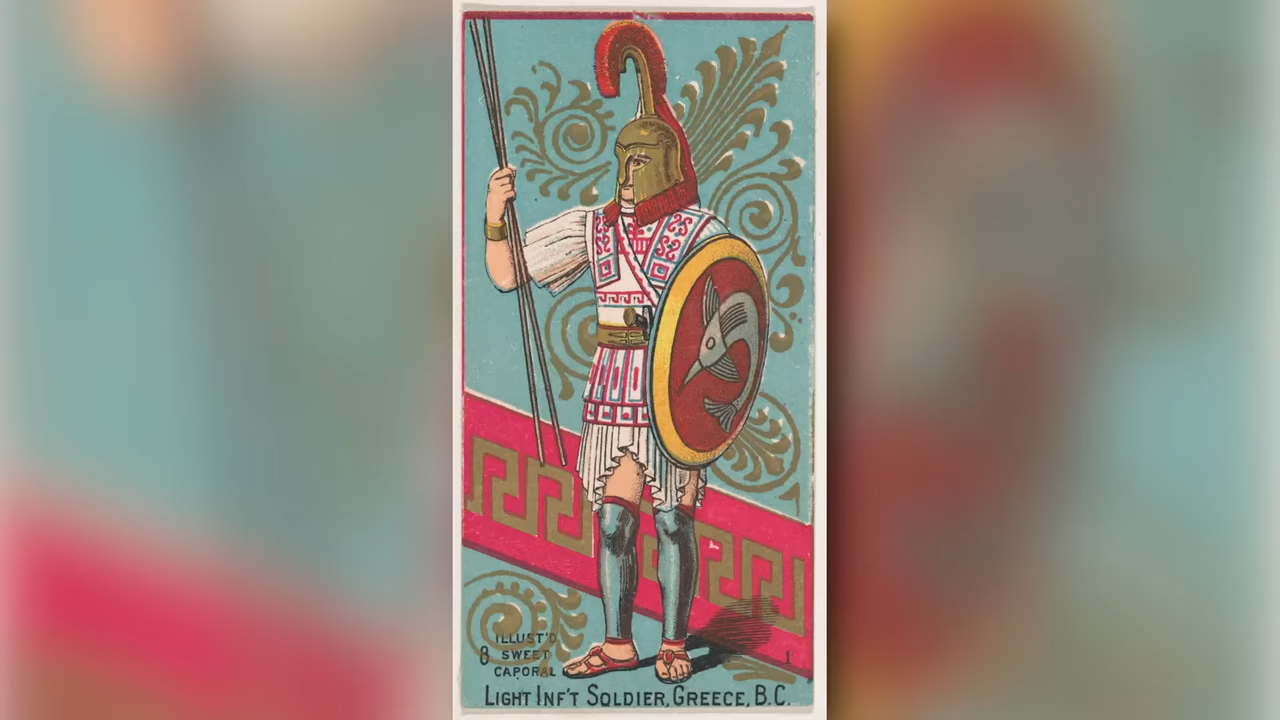 ILLUST'D
8 SWEET 1
CAPORAL
LIGHT INF'T SOLDIER, GREECE, B.C.